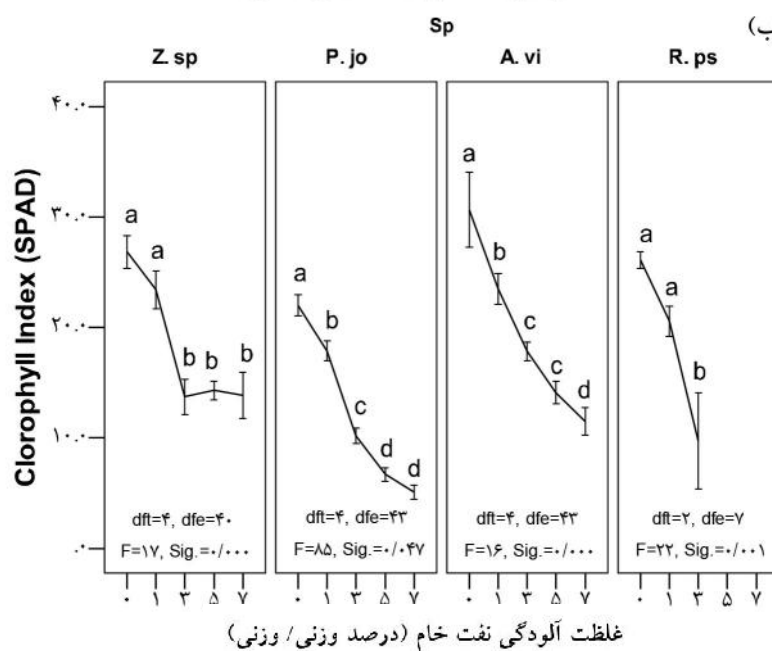 Sp
ب)
Z. sp P. jo A. vi R. ps
۴۰.۰
۳۰.۰
۲۰.۰
۱۰.۰
.۰
Clorophyll Index (SPAD)
a a b b b
a b c d d
a b c c d
a a b
dft=۴, dfe=۴۰
F=۱۷, Sig.=۰/۰۰۰
dft=۴, dfe=۴۳
F=۸۵, Sig.=۰/۰۴۷
dft=۴, dfe=۴۳
F=۱۶, Sig.=۰/۰۰۰
dft=۲, dfe=۷
F=۲۲, Sig.=۰/۰۰۱
۰ ۱ ۳ ۵ ۷ ۰ ۱ ۳ ۵ ۷ ۰ ۱ ۳ ۵ ۷ ۰ ۱ ۳ ۵ ۷
غلظت آلودگی نفت خام (درصد وزنی/ وزنی)